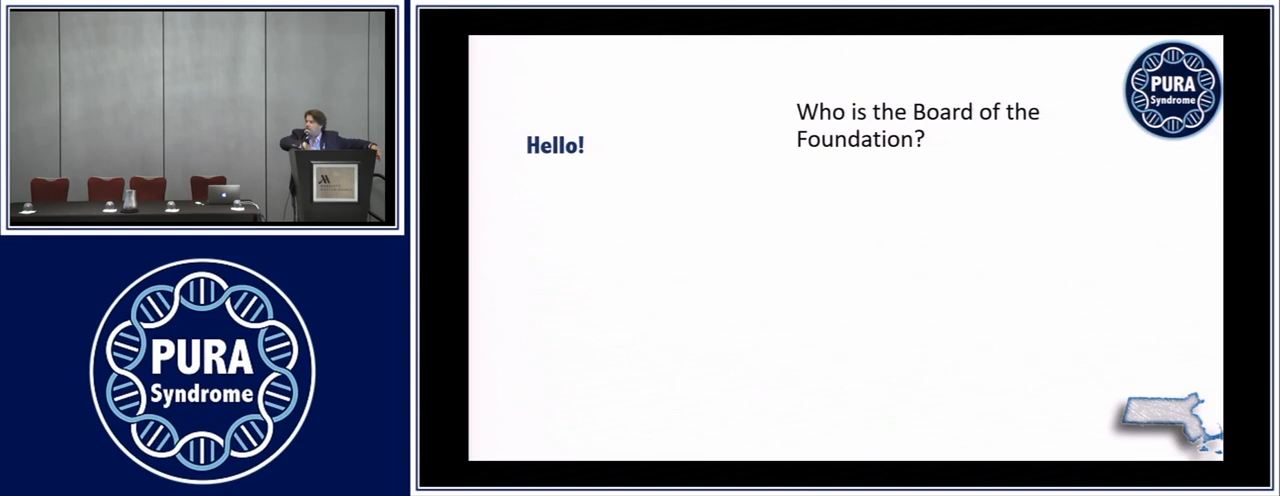 Hello!
Who is the Board of the
Foundation?
PURA
Syndrome
PURA
Syndrome